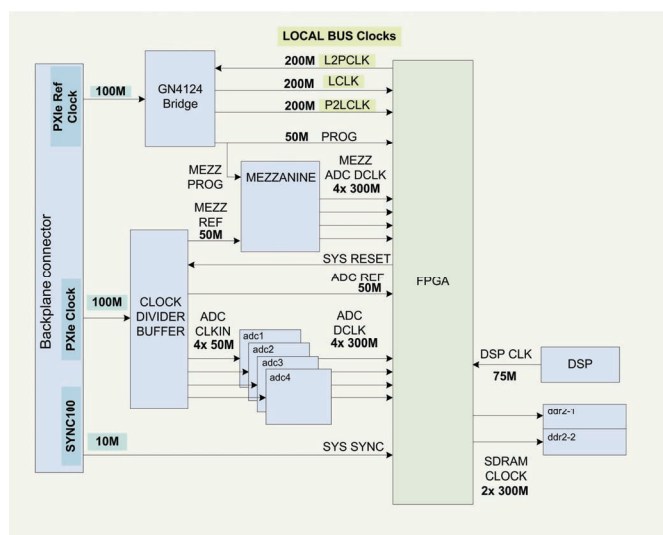 LOCAL BUS Clocks
200M L2PCLK
200M LCLK
200M P2LCLK
50M PROG
GN4124
Bridge
100M
PXIe Ref
Clock
Backplane connector
MEZZ
PROG
MEZZANINE
MEZZ
ADC DCLK
4x 300M
MEZZ
REF
50M
SYS RESET
ADC REF
50M
FPGA
100M
PXIe Clock
CLOCK
DIVIDER
BUFFER
ADC
CLKIN
4x 50M
adc1
adc2
adc3
adc4
ADC
DCLK
4x 300M
DSP CLK
75M
DSP
ddr2-1
ddr2-2
SYNC100
10M
SYS SYNC
SDRAM
CLOCK
2x 300M